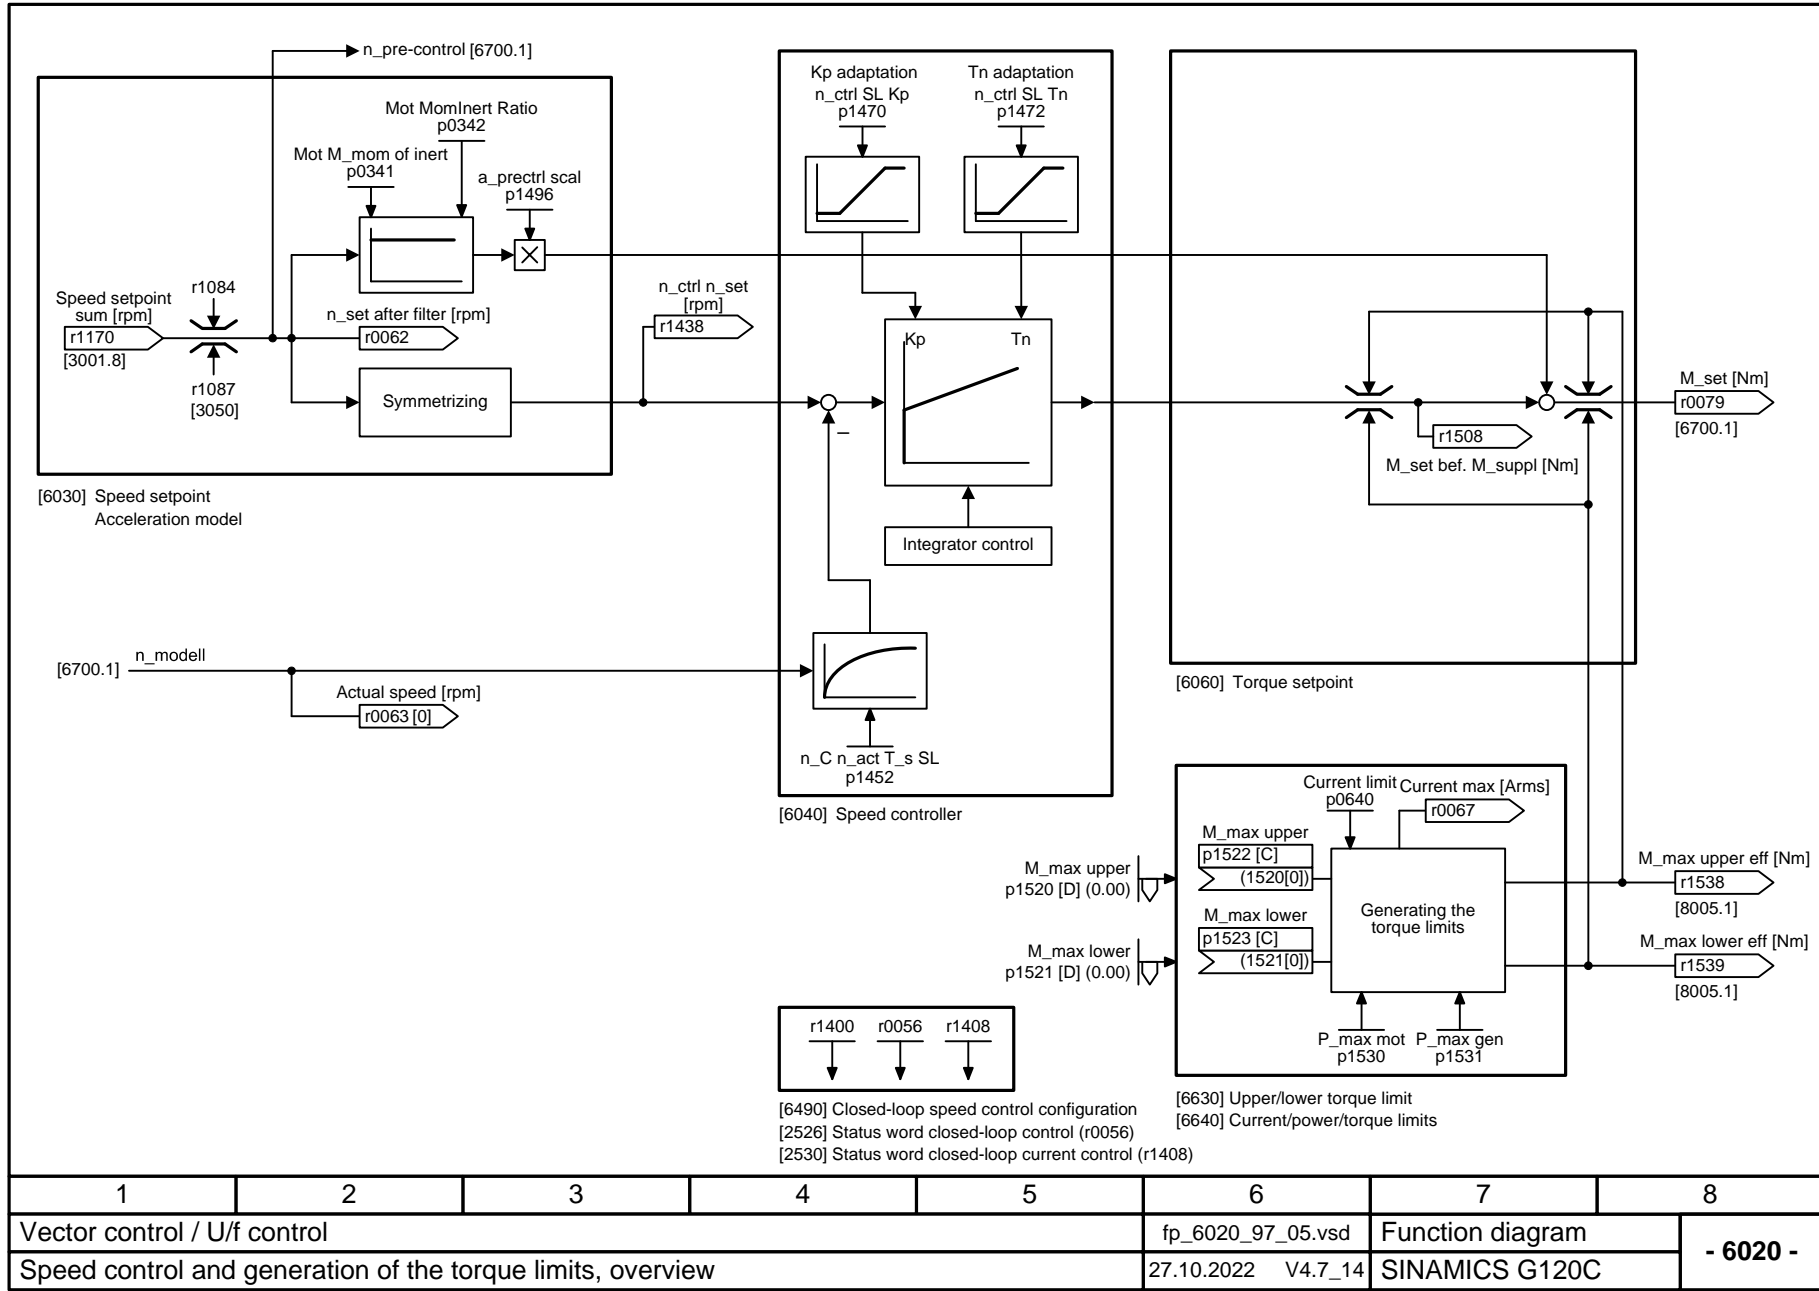 n_pre-control [6700.1]
Mot MomInert Ratio
p0342
Mot M_mom of inert
p0341
a_prectrl scal
p1496
r1084
Speed setpoint
sum [rpm]
r1170
[3001.8]
n_set after filter [rpm]
r0062
r1087
[3050]
Symmetrizing
n_ctrl n_set
[rpm]
r1438
[6030] Speed setpoint
Acceleration model
Kp adaptation
n_ctrl SL Kp
p1470
Tn adaptation
n_ctrl SL Tn
p1472
Kp
Tn
–
Integrator control
[6700.1]
n_modell
Actual speed [rpm]
r0063 [0]
n_C n_act T_s SL
p1452
[6040] Speed controller
r1508
M_set bef. M_suppl [Nm]
M_set [Nm]
r0079
[6700.1]
[6060] Torque setpoint
Current limit
p0640
Current max [Arms]
r0067
M_max upper
p1520 [D] (0.00)
M_max upper
p1522 [C]
(1520[0])
M_max lower
p1521 [D] (0.00)
M_max lower
p1523 [C]
(1521[0])
Generating the
torque limits
P_max mot
p1530
P_max gen
p1531
M_max upper eff [Nm]
r1538
[8005.1]
M_max lower eff [Nm]
r1539
[8005.1]
[6630] Upper/lower torque limit
[6640] Current/power/torque limits
r1400
r0056
r1408
[6490] Closed-loop speed control configuration
[2526] Status word closed-loop control (r0056)
[2530] Status word closed-loop current control (r1408)
1
2
3
4
5
6
7
8
Vector control / U/f control
fp_6020_97_05.vsd
Function diagram
- 6020 -
Speed control and generation of the torque limits, overview
27.10.2022 V4.7_14
SINAMICS G120C